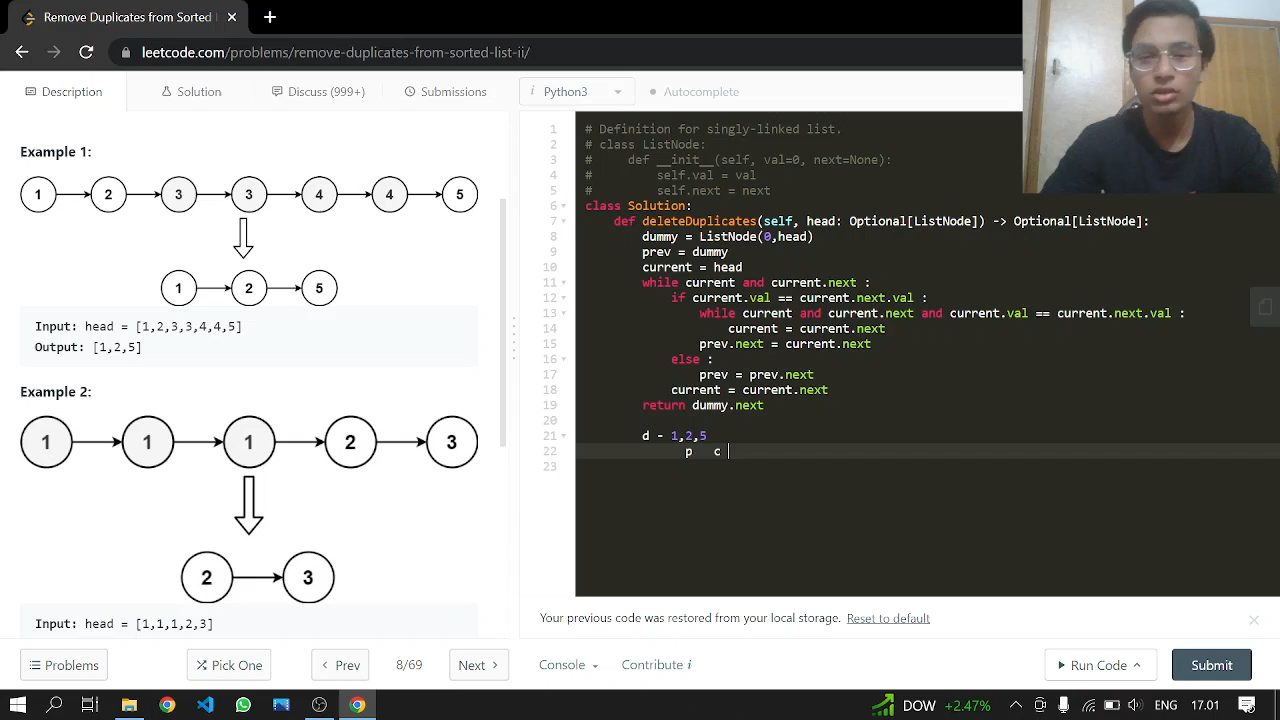 Remove Duplicates from Sorted
leetcode.com/problems/remove-duplicates-from-sorted-list-ii/
Description
Solution
Discuss (999+)
Submissions
i Python3
Autocomplete
Example 1:
1 2 3 3 4 4 5
1 2 5
Input: head = [1,2,3,3,4,4,5]
Output: [1,2,5]
Example 2:
1 1 1 2 3
2 3
Input: head = [1,1,1,2,3]
1 # Definition for singly-linked list.
2 # class ListNode:
3 #     def __init__(self, val=0, next=None):
4 #         self.val = val
5 #         self.next = next
6 class Solution:
7     def deleteDuplicates(self, head: Optional[ListNode]) -> Optional[ListNode]:
8         dummy = ListNode(0,head)
9         prev = dummy
10         current = head
11         while current and current.next :
12             if current.val == current.next.val :
13                 while current and current.next and current.val == current.next.val :
14                     current = current.next
15                 prev.next = current.next
16             else :
17                 prev = prev.next
18             current = current.next
19         return dummy.next
20
21         d - 1,2,5
22               p   c
23
Your previous code was restored from your local storage. Reset to default
Problems
Pick One
Prev
8/69
Next
Console
Contribute i
Run Code
Submit
DOW +2.47%
ENG
17.01